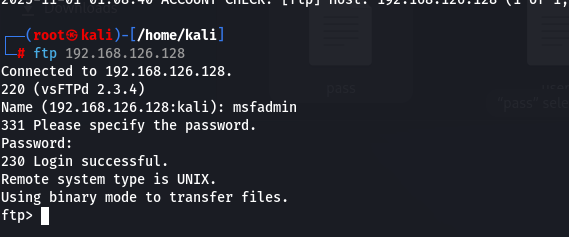 2025-11-01 01:08:40 ACCOUNT CHECK: [ftp] Host: 192.168.126.128 (1 of 1,
┌──(root㉿kali)-[/home/kali]
└─# ftp 192.168.126.128
Connected to 192.168.126.128.
220 (vsFTPd 2.3.4)
Name (192.168.126.128:kali): msfadmin
331 Please specify the password.
Password:
230 Login successful.
Remote system type is UNIX.
Using binary mode to transfer files.
ftp>
pass
"pass" sele